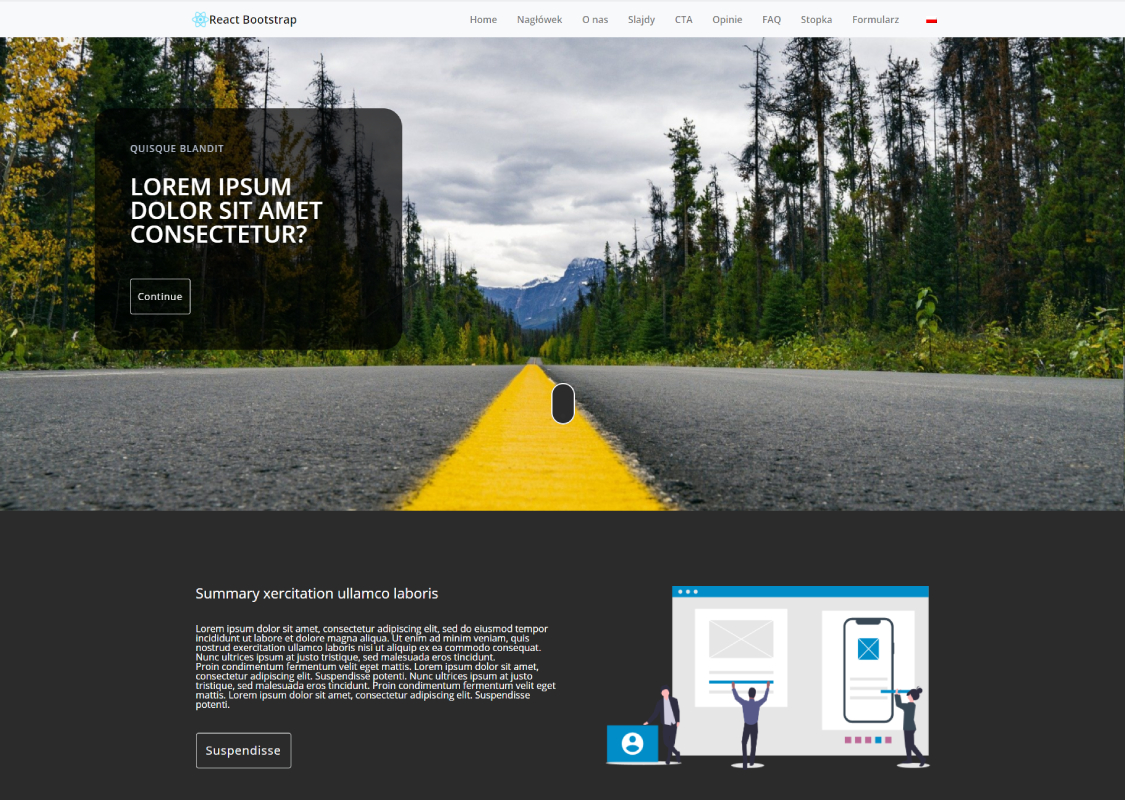 React Bootstrap Home Nagłówek O nas Slajdy CTA Opinie FAQ Stopka Formularz
QUISQUE BLANDIT
LOREM IPSUM
DOLOR SIT AMET
CONSECTETUR?
Continue
Summary xercitation ullamco laboris
Lorem ipsum dolor sit amet, consectetur adipiscing elit, sed do eiusmod tempor
incididunt ut labore et dolore magna aliqua. Ut enim ad minim veniam, quis
nostrud exercitation ullamco laboris nisi ut aliquip ex ea commodo consequat.
Nunc ultrices ipsum at justo tristique, sed malesuada eros tincidunt.
Proin condimentum fermentum velit eget mattis. Lorem ipsum dolor sit amet,
consectetur adipiscing elit. Suspendisse potenti. Nunc ultrices ipsum at justo
tristique, sed malesuada eros tincidunt. Proin condimentum fermentum velit eget
mattis. Lorem ipsum dolor sit amet, consectetur adipiscing elit. Suspendisse
potenti.
Suspendisse